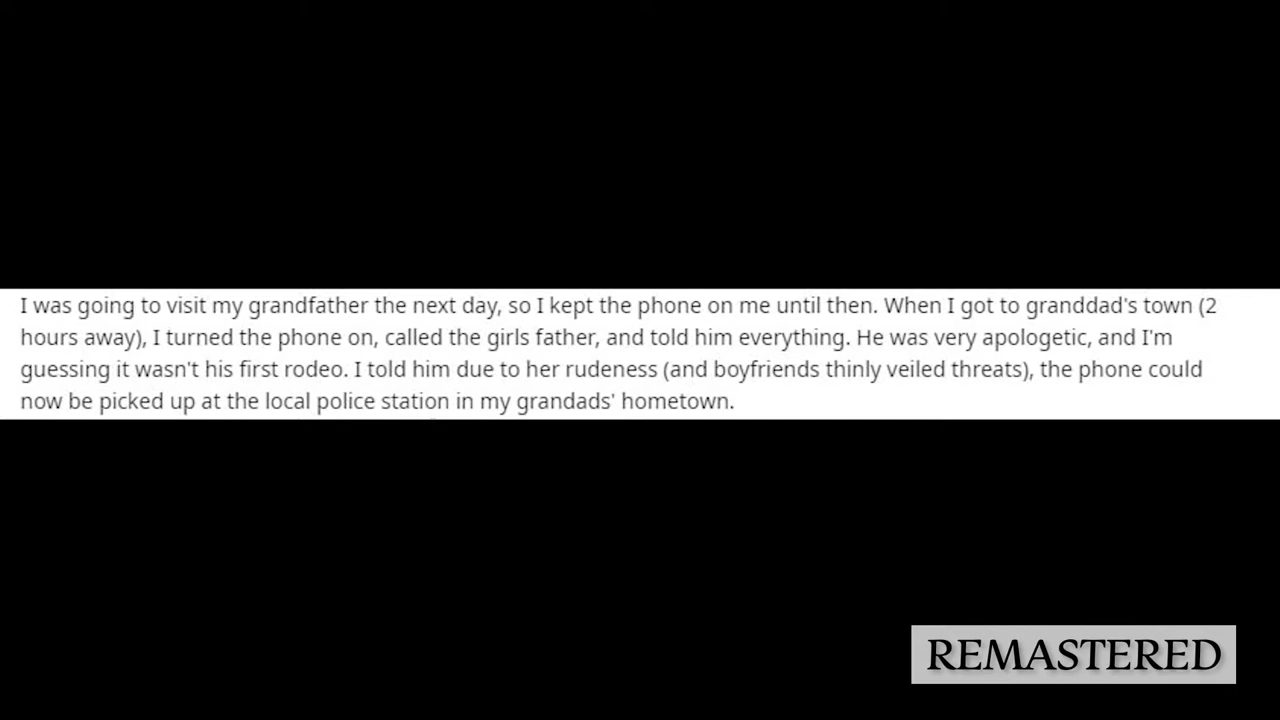 I was going to visit my grandfather the next day, so I kept the phone on me until then. When I got to granddad's town (2
hours away), I turned the phone on, called the girls father, and told him everything. He was very apologetic, and I'm
guessing it wasn't his first rodeo. I told him due to her rudeness (and boyfriends thinly veiled threats), the phone could
now be picked up at the local police station in my grandads' hometown.
REMASTERED